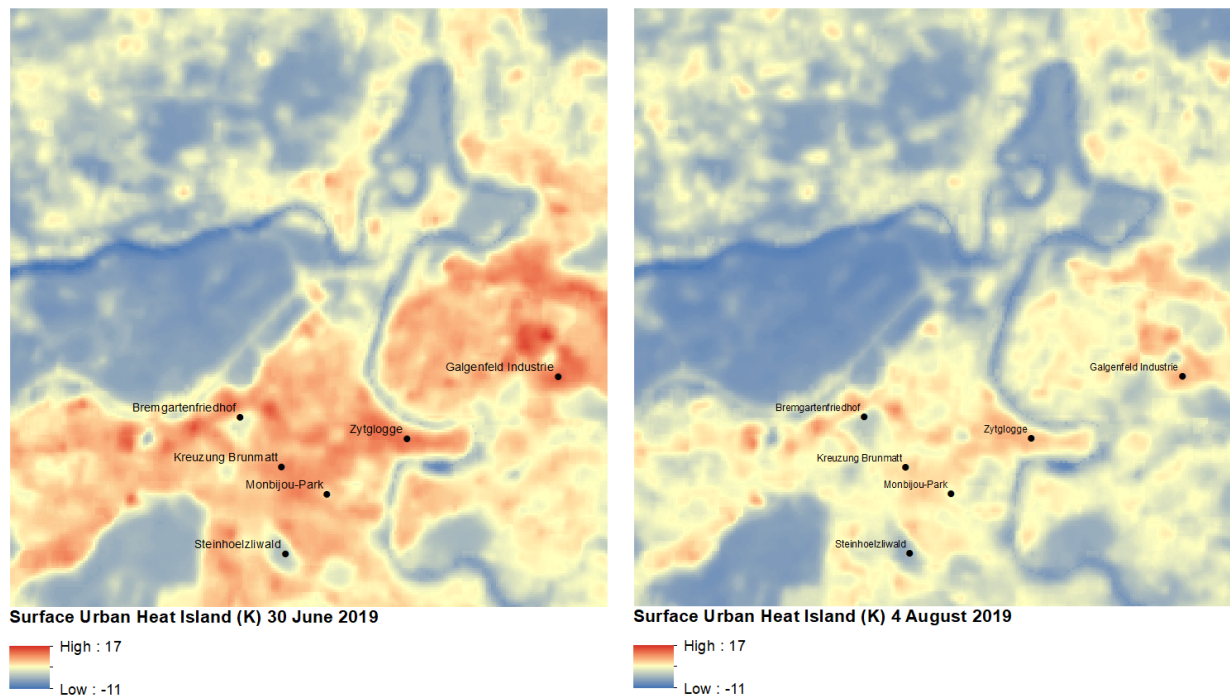 Galgenfeld Industrie
Bremgartenfriedhof
Zytglogge
Kreuzung Brunmatt
Monbijou-Park
Steinhoelzliwald
Surface Urban Heat Island (K) 30 June 2019
High : 17
Low : -11
Galgenfeld Industrie
Bremgartenfriedhof
Zytglogge
Kreuzung Brunmatt
Monbijou-Park
Steinhoelzliwald
Surface Urban Heat Island (K) 4 August 2019
High : 17
Low : -11